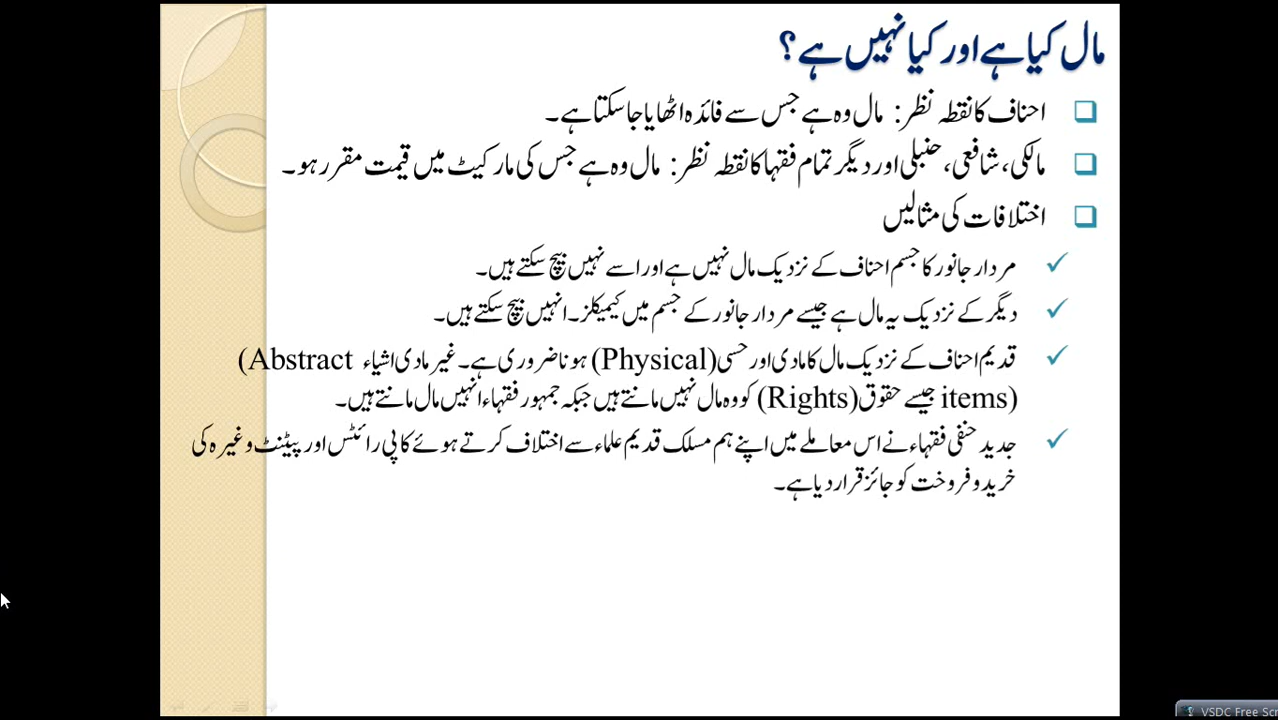 مال کیا ہے اور کیا نہیں ہے؟
احناف کا نقطہ نظر: مال وہ ہے جس سے فائدہ اٹھایا جا سکتا ہے۔
مالکی، شافعی، حنبلی اور دیگر تمام فقہا کا نقطہ نظر: مال وہ ہے جس کی مارکیٹ میں قیمت مقرر ہو۔
اختلافات کی مثالیں
مردار جانور کا جسم احناف کے نزدیک مال نہیں ہے اور اسے نہیں بیچ سکتے ہیں۔
دیگر کے نزدیک یہ مال ہے جیسے مردار جانور کے جسم میں کیمیکلز۔ انہیں بیچ سکتے ہیں۔
قدیم احناف کے نزدیک مال کا مادی اور حسی (Physical) ہونا ضروری ہے۔ غیر مادی اشیاء (Abstract
items) جیسے حقوق (Rights) کو وہ مال نہیں مانتے ہیں جبکہ جمہور فقہاء انہیں مال مانتے ہیں۔
جدید حنفی فقہاء نے اس معاملے میں اپنے ہم مسلک قدیم علماء سے اختلاف کرتے ہوئے کاپی رائٹس اور پیٹنٹ وغیرہ کی
خرید و فروخت کو جائز قرار دیا ہے۔
VSDC Free Scr